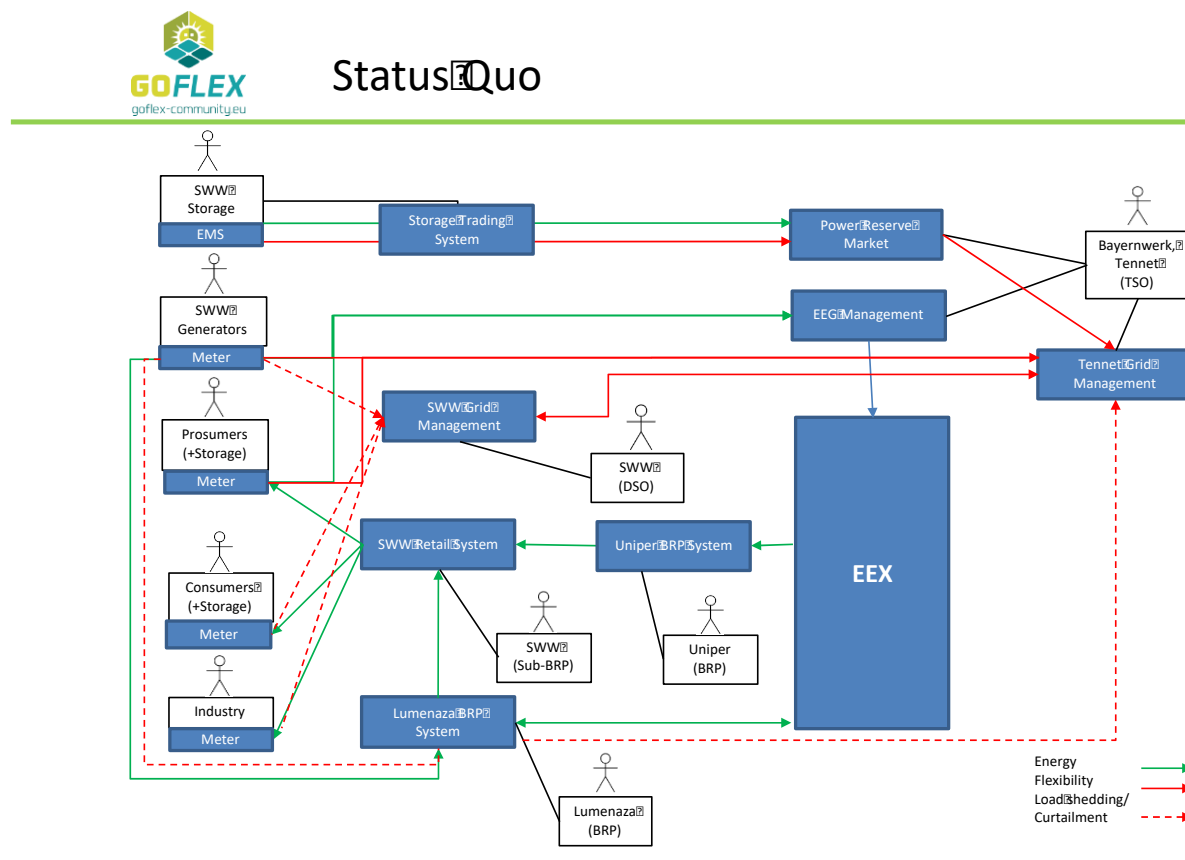 GOFLEX
goflex-community.eu
Status Quo
SWW
Storage
EMS
Storage Trading
System
Power Reserve
Market
Bayernwerk,
Tennet
(TSO)
SWW
Generators
Meter
EEG Management
Tennet Grid
Management
Prosumers
(+Storage)
Meter
SWW Grid
Management
SWW
(DSO)
SWW Retail System
Uniper BRP System
EEX
Consumers
(+Storage)
Meter
SWW
(Sub-BRP)
Uniper
(BRP)
Industry
Meter
Lumenaza BRP
System
Lumenaza
(BRP)
Energy
Flexibility
Load shedding/
Curtailment